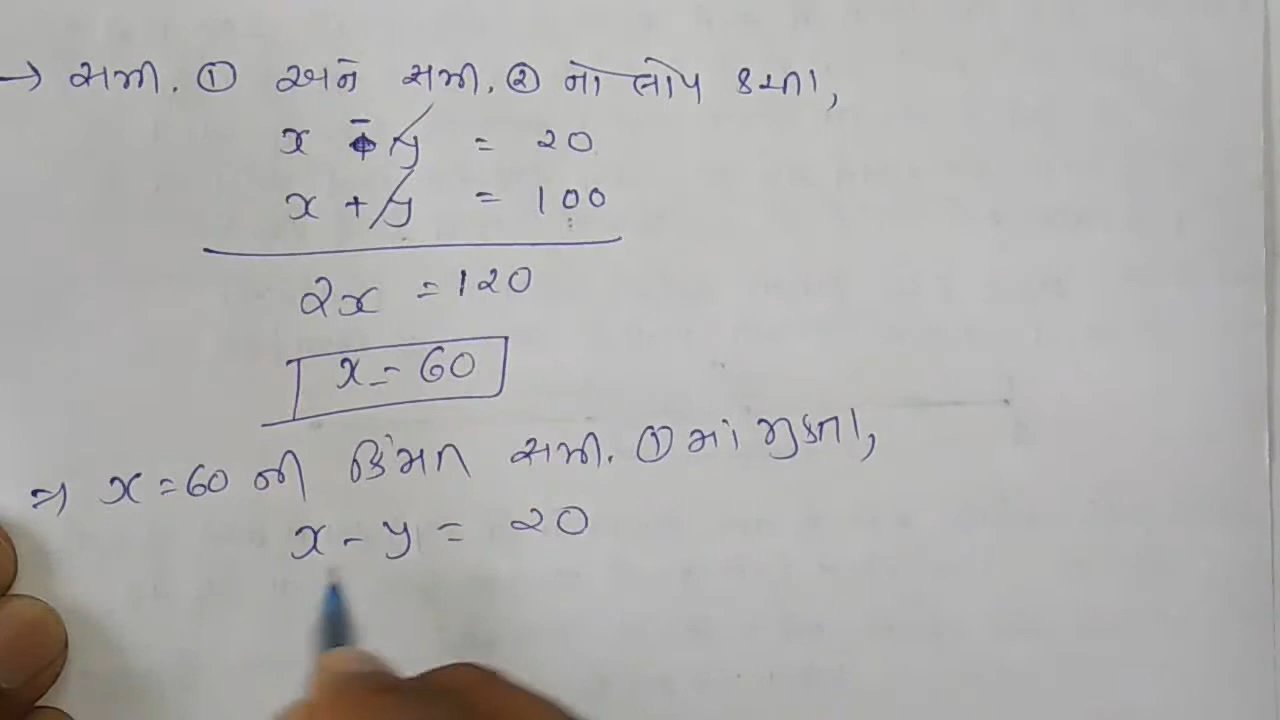 → સમી. ① અને સમી. ② નો લોપ કરતા,
x - y = 20
x + y = 100
2x = 120
x = 60
⇒ x = 60 ની કિંમત સમી. ① માં મુકતા,
x - y = 20